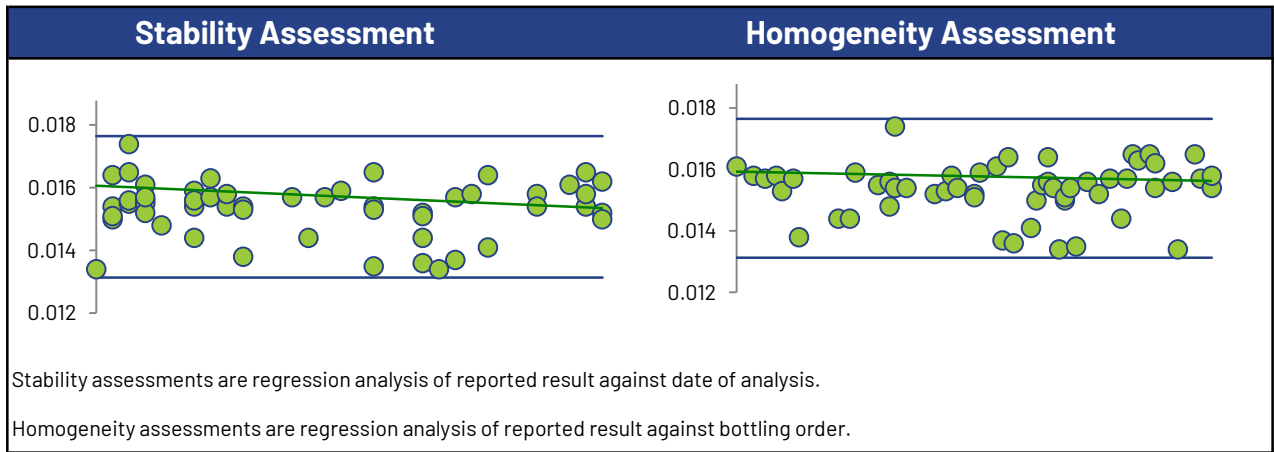 Stability Assessment
Homogeneity Assessment
0.018
0.016
0.014
0.012
0.018
0.016
0.014
0.012
Stability assessments are regression analysis of reported result against date of analysis.
Homogeneity assessments are regression analysis of reported result against bottling order.